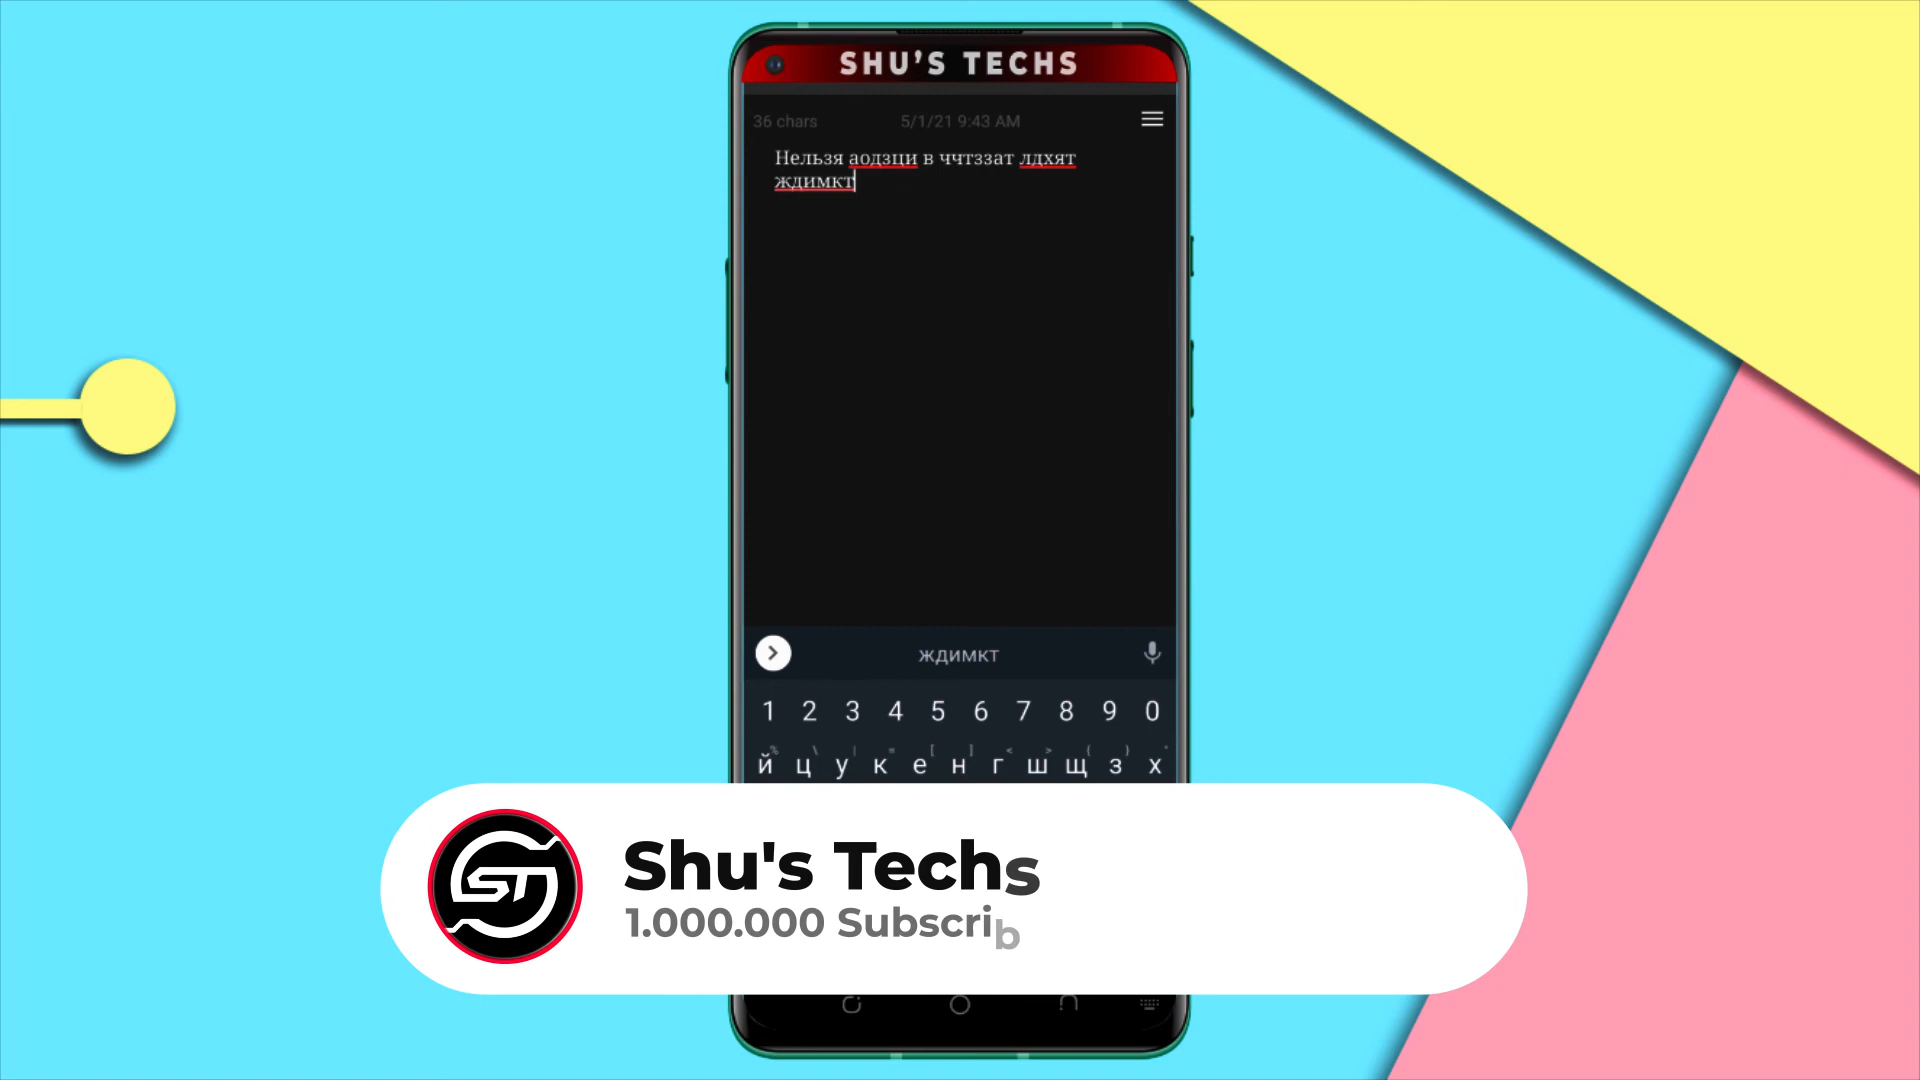 SHU'S TECHS
36 chars 5/1/21 9:43 AM
Нельзя аодзци в ччтззат лдхят
ждимкт
ждимкт
1 2 3 4 5 6 7 8 9 0
% \ | = [ ] < > { }
й ц у к е н г ш щ з х
ST
Shu's Techs
1.000.000 Subscrib